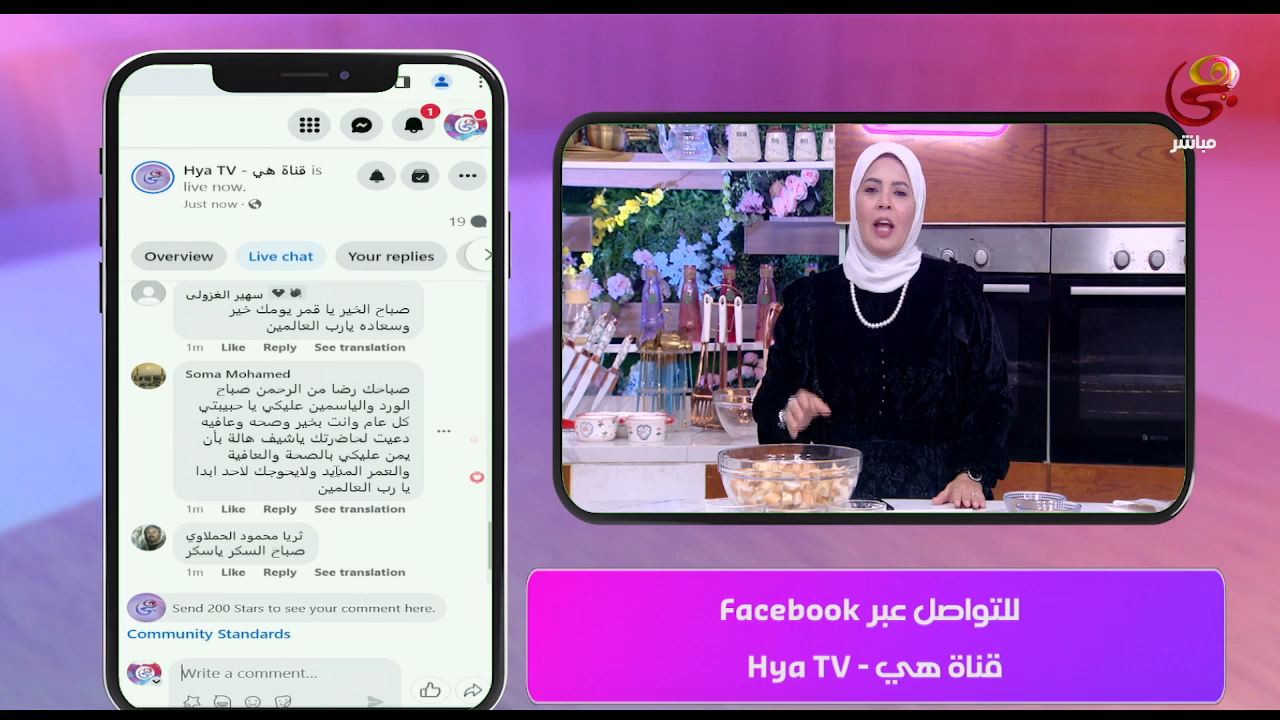 مباشر
1
Hya TV - قناة هي is
live now.
Just now ·
19
Overview
Live chat
Your replies
سهير الغزولى
صباح الخير يا قمر يومك خير
وسعاده يارب العالمين
1m Like Reply See translation
Soma Mohamed
صباحك رضا من الرحمن صباح
الورد والياسمين عليكي يا حبيبتي
كل عام وانت بخير وصحه وعافيه
دعيت لحاضرتك ياشيف هالة بأن
يمن عليكي بالصحة والعافية
والعمر المديد ولايحوجك لاحد ابدا
يا رب العالمين
1m Like Reply See translation
ثريا محمود الحملاوي
صباح السكر ياسكر
1m Like Reply See translation
Send 200 Stars to see your comment here.
Community Standards
Write a comment...
للتواصل عبر Facebook
قناة هي - Hya TV